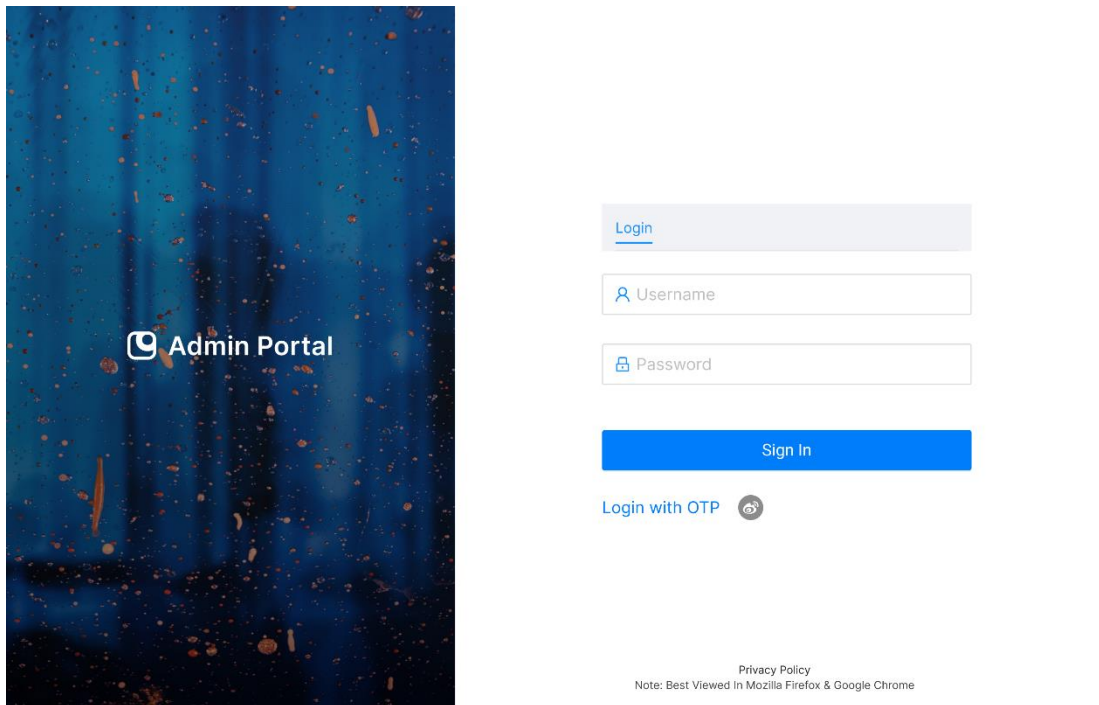 Admin Portal
Login
Username
Password
Sign In
Login with OTP
Privacy Policy
Note: Best Viewed In Mozilla Firefox & Google Chrome